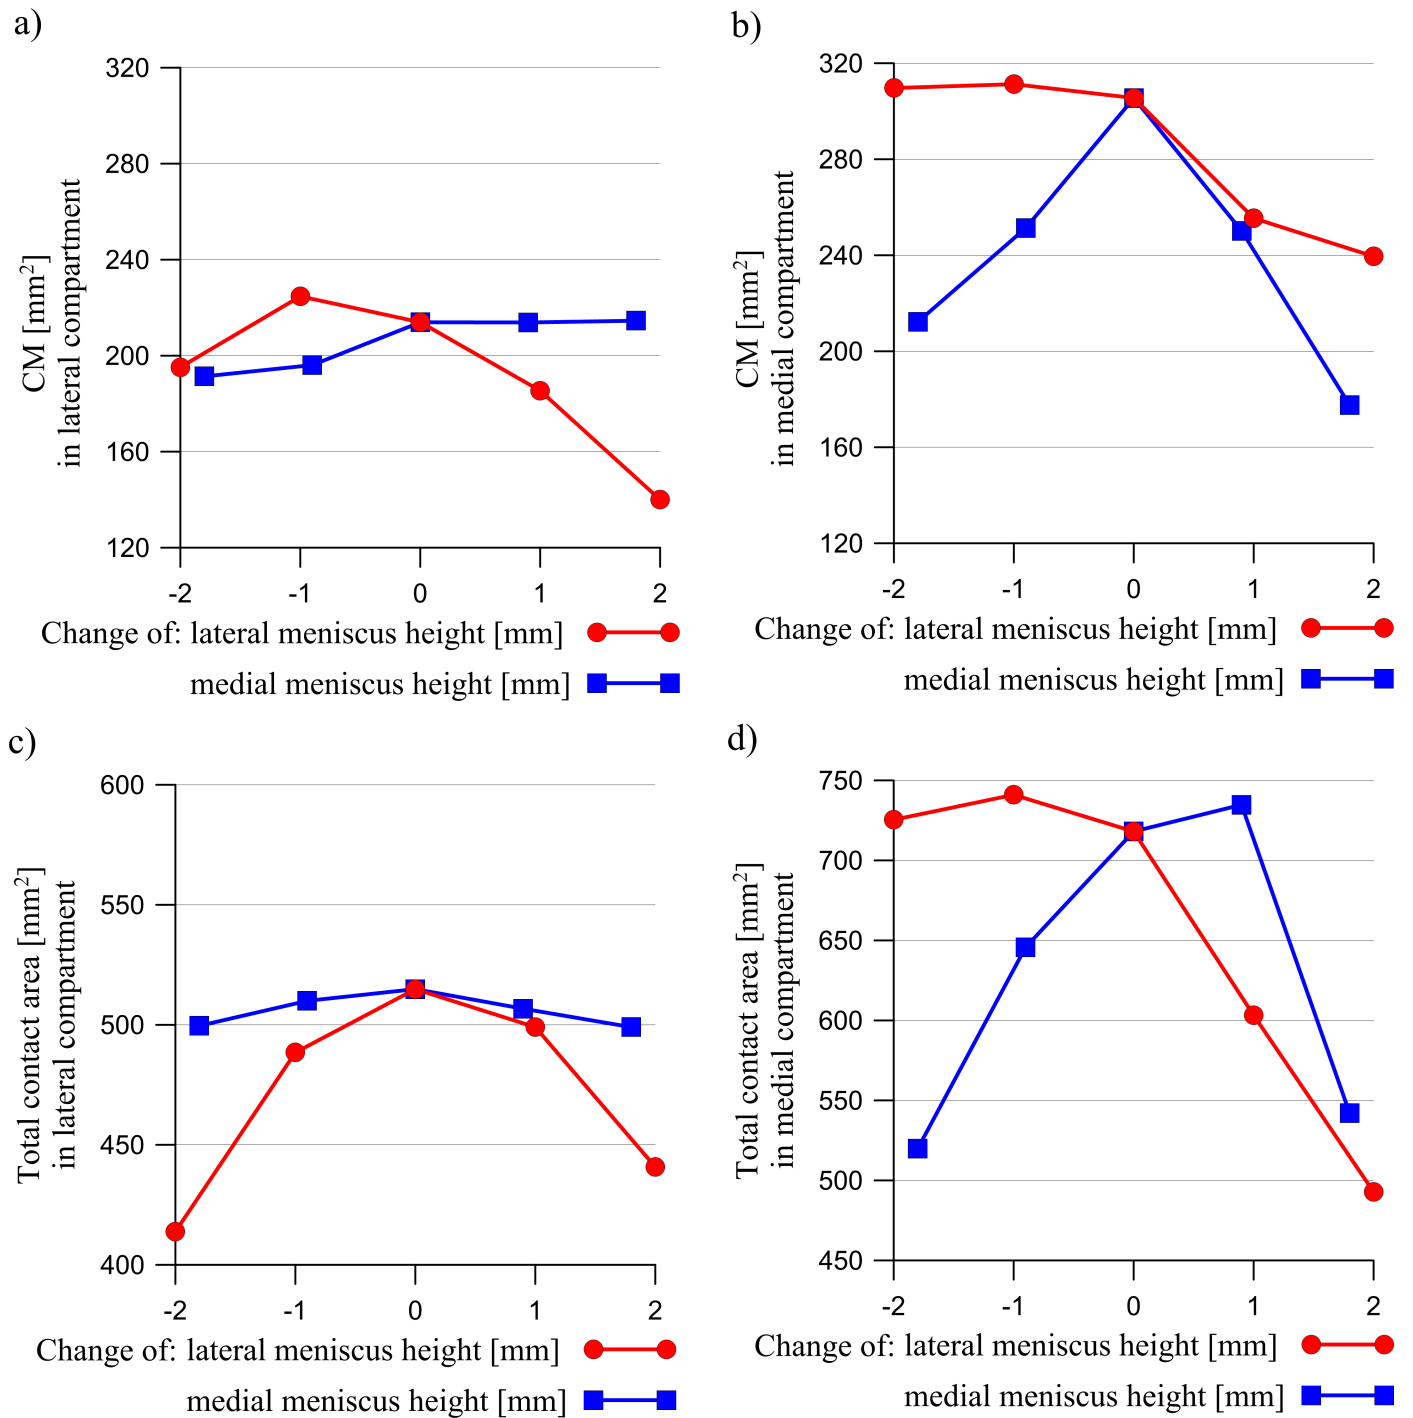 a)
320
280
240
200
160
120
CM [mm²]
in lateral compartment
-2 -1 0 1 2
Change of: lateral meniscus height [mm]
medial meniscus height [mm]
b)
320
280
240
200
160
120
CM [mm²]
in medial compartment
-2 -1 0 1 2
Change of: lateral meniscus height [mm]
medial meniscus height [mm]
c)
600
550
500
450
400
Total contact area [mm²]
in lateral compartment
-2 -1 0 1 2
Change of: lateral meniscus height [mm]
medial meniscus height [mm]
d)
750
700
650
600
550
500
450
Total contact area [mm²]
in medial compartment
-2 -1 0 1 2
Change of: lateral meniscus height [mm]
medial meniscus height [mm]